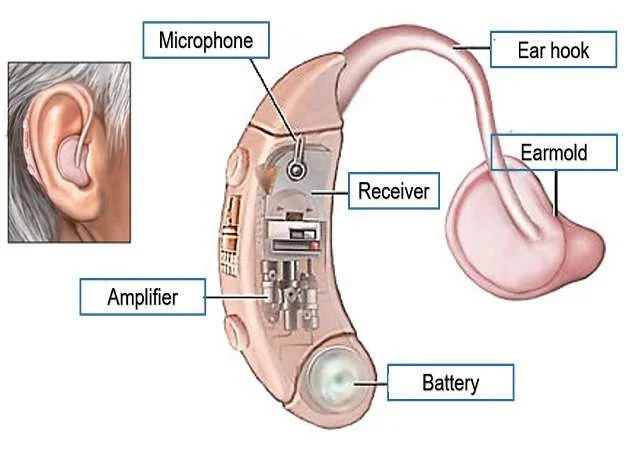 Microphone
Ear hook
Earmold
Receiver
Amplifier
Battery